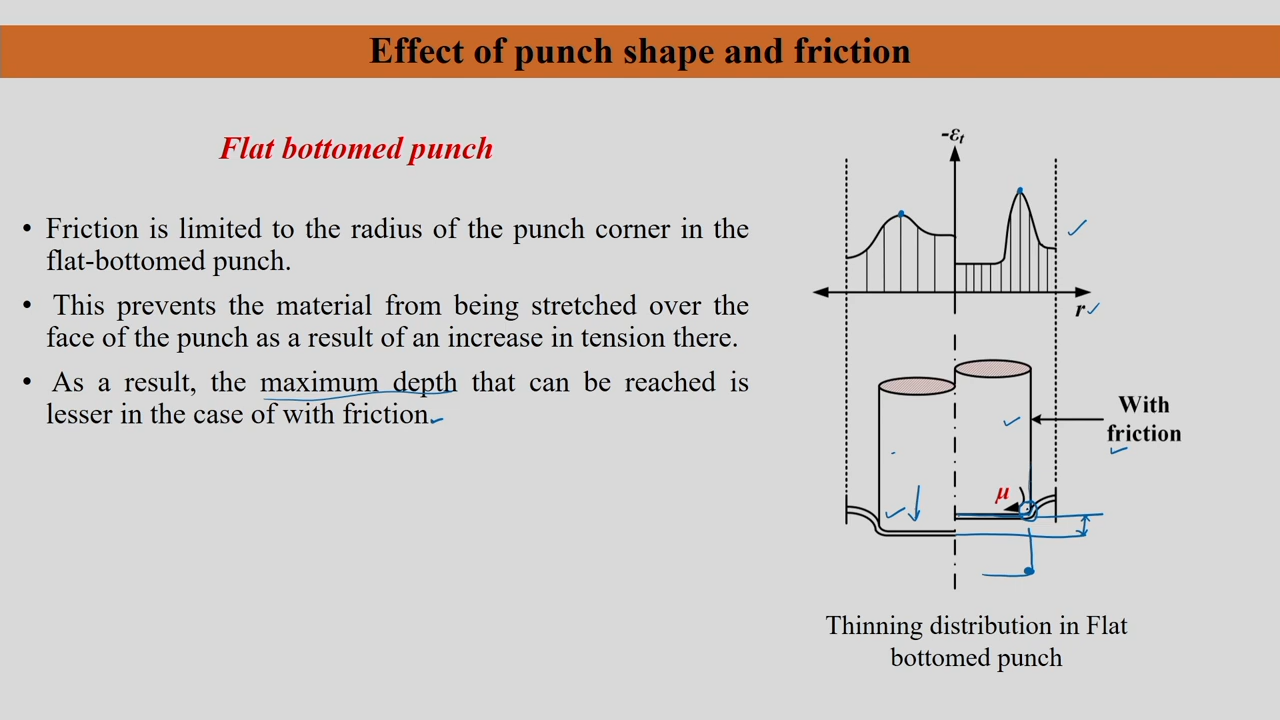 Effect of punch shape and friction
Flat bottomed punch
• Friction is limited to the radius of the punch corner in the
flat-bottomed punch.
• This prevents the material from being stretched over the
face of the punch as a result of an increase in tension there.
• As a result, the maximum depth that can be reached is
lesser in the case of with friction.
-εt
r
With
friction
μ
Thinning distribution in Flat
bottomed punch